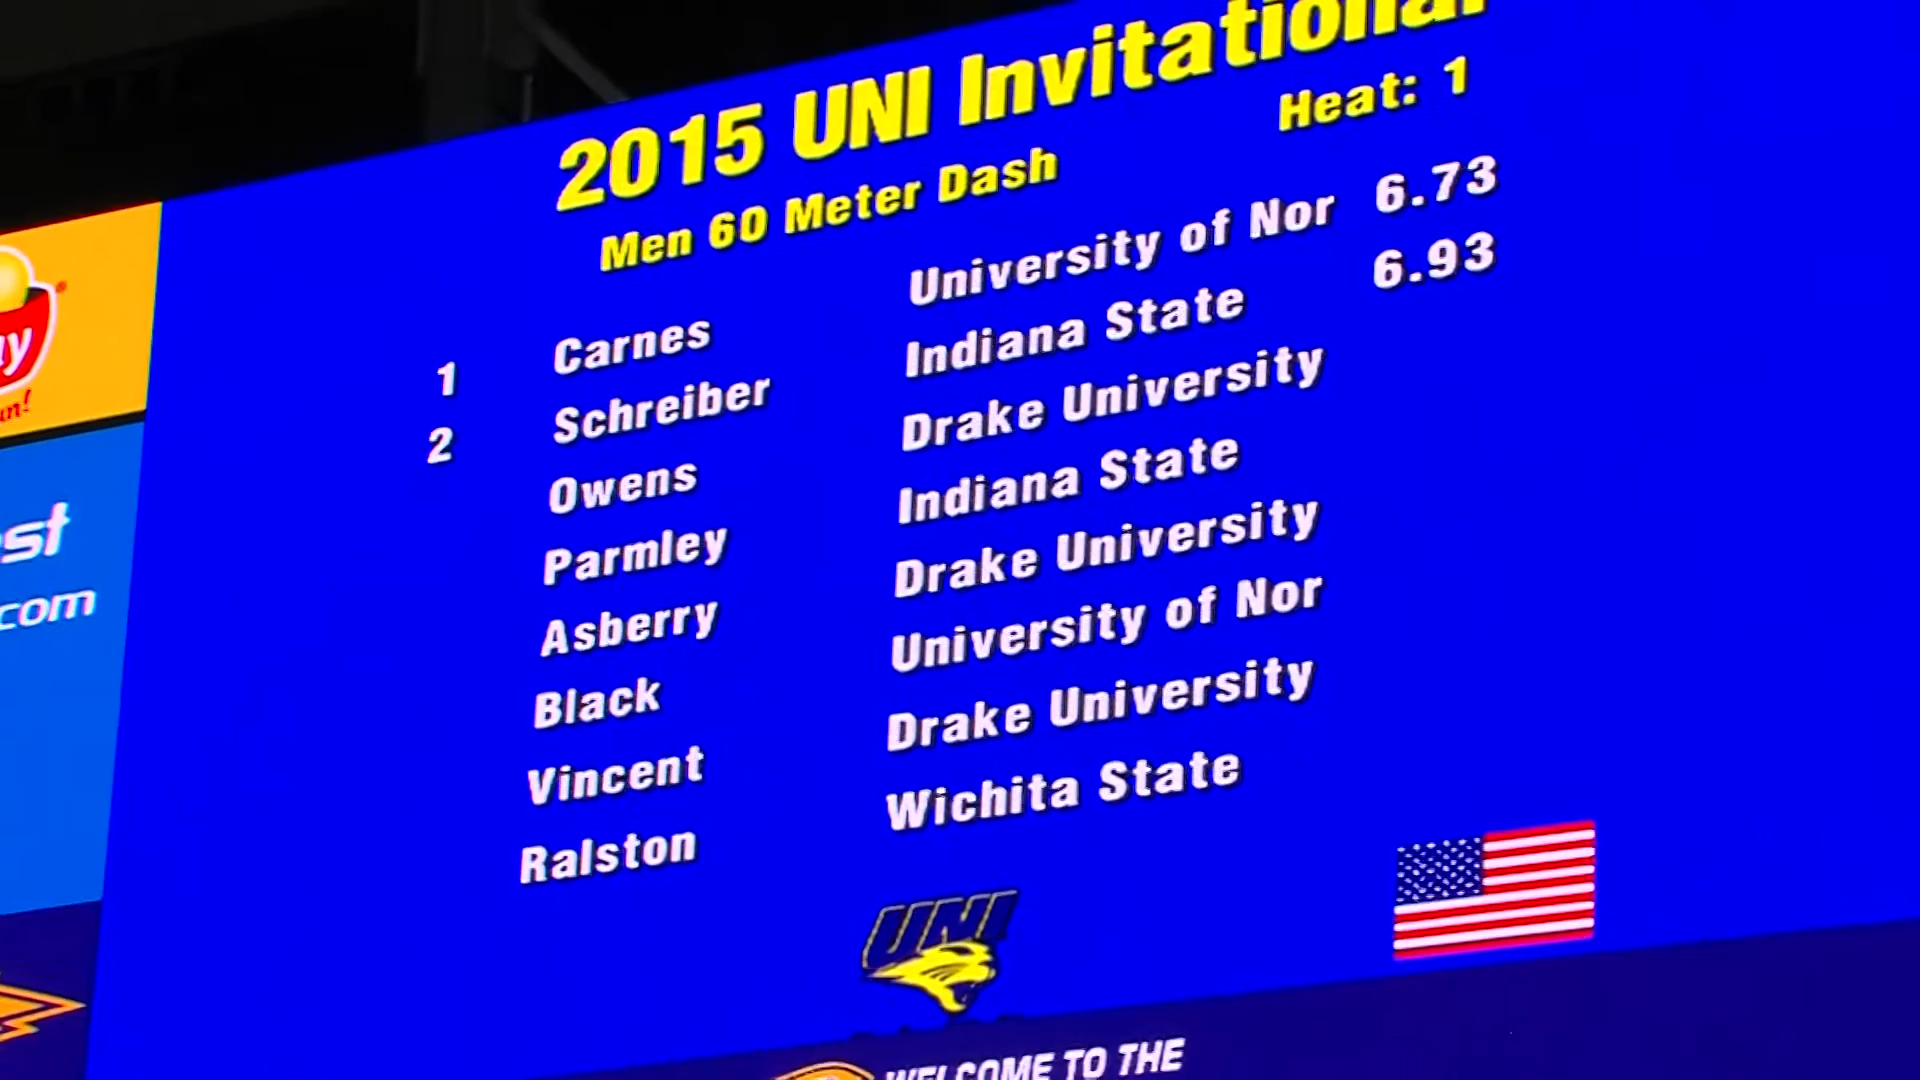 2015 UNI Invitational
Men 60 Meter Dash Heat: 1
1 Carnes University of Nor 6.73
2 Schreiber Indiana State 6.93
Owens Drake University
Parmley Indiana State
Asberry Drake University
Black University of Nor
Vincent Drake University
Ralston Wichita State
UNI
WELCOME TO THE
st
.com